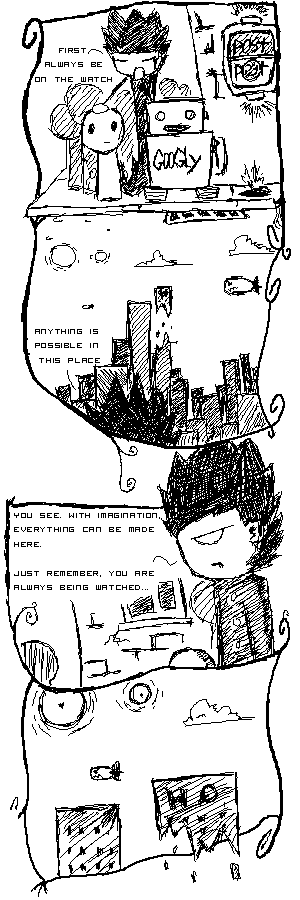 FIRST
ALWAYS BE
ON THE WATCH
POST
POST
GOOGLY
ANYTHING IS
POSSIBLE IN
THIS PLACE
YOU SEE. WITH IMAGINATION,
EVERYTHING CAN BE MADE
HERE.
JUST REMEMBER, YOU ARE
ALWAYS BEING WATCHED...